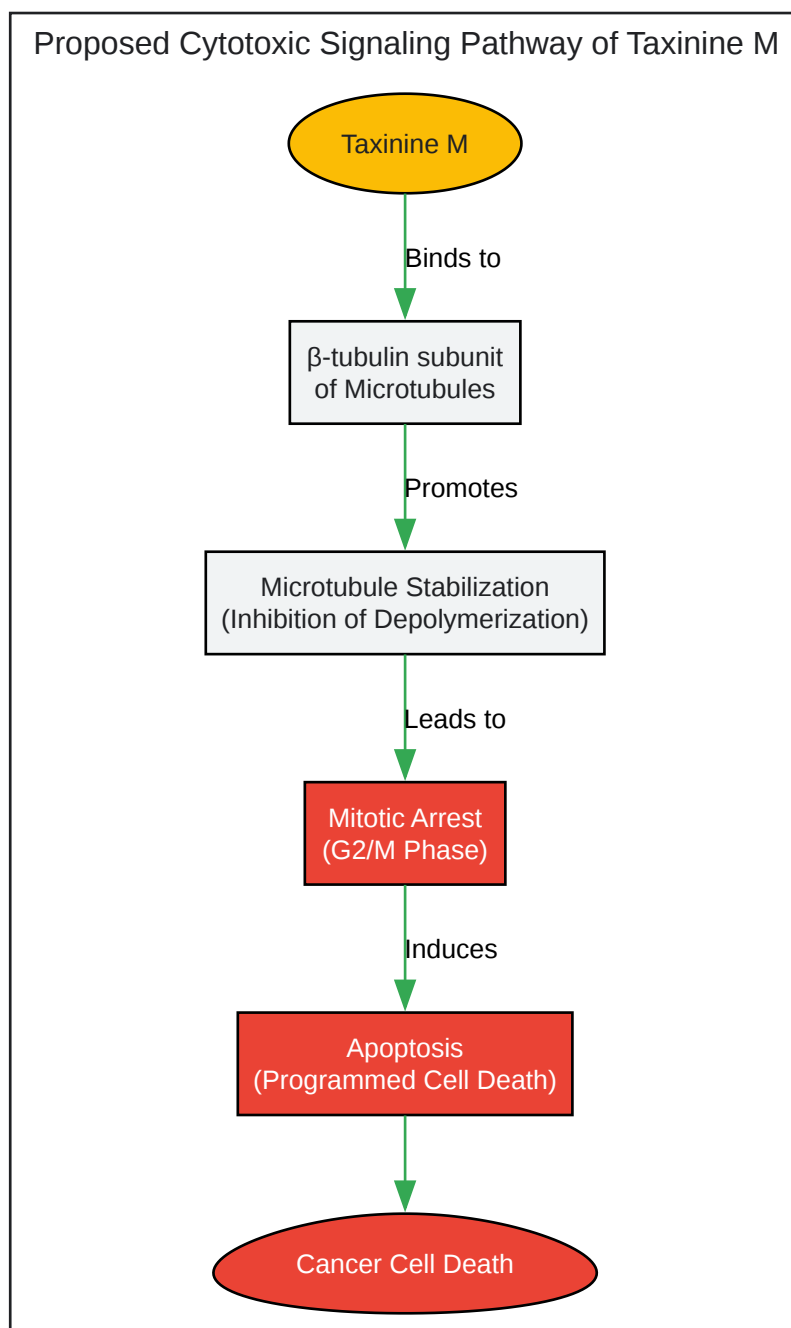 Proposed Cytotoxic Signaling Pathway of Taxinine M
Taxinine M
Binds to
β-tubulin subunit
of Microtubules
Promotes
Microtubule Stabilization
(Inhibition of Depolymerization)
Leads to
Mitotic Arrest
(G2/M Phase)
Induces
Apoptosis
(Programmed Cell Death)
Cancer Cell Death